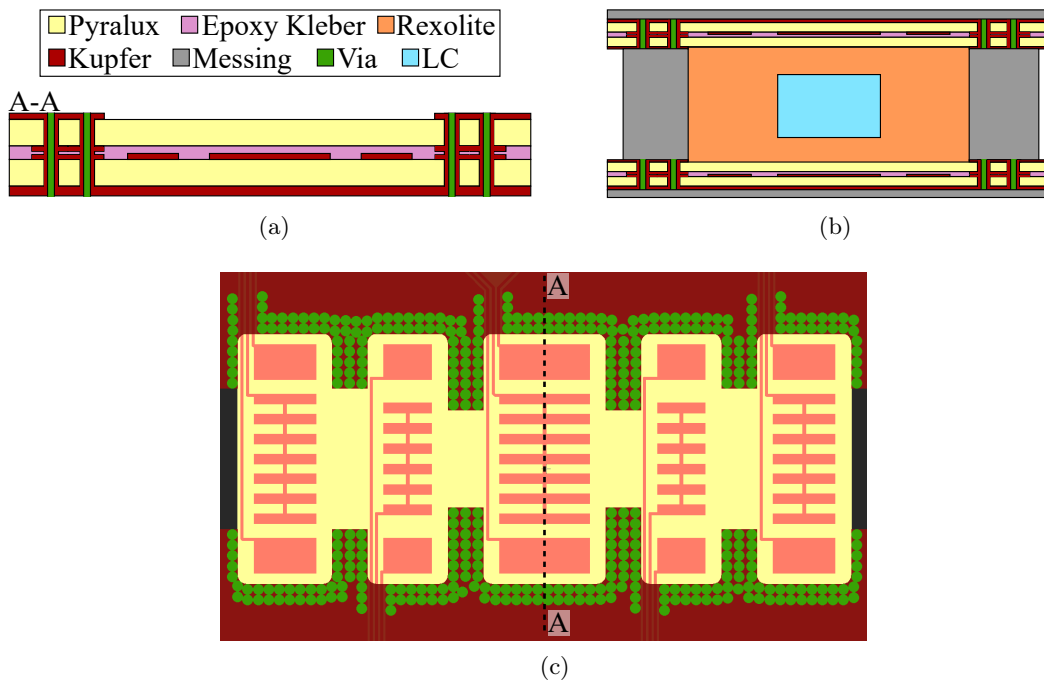 Pyralux Epoxy Kleber Rexolite
Kupfer Messing Via LC
A-A
(a)
(b)
A
A
(c)